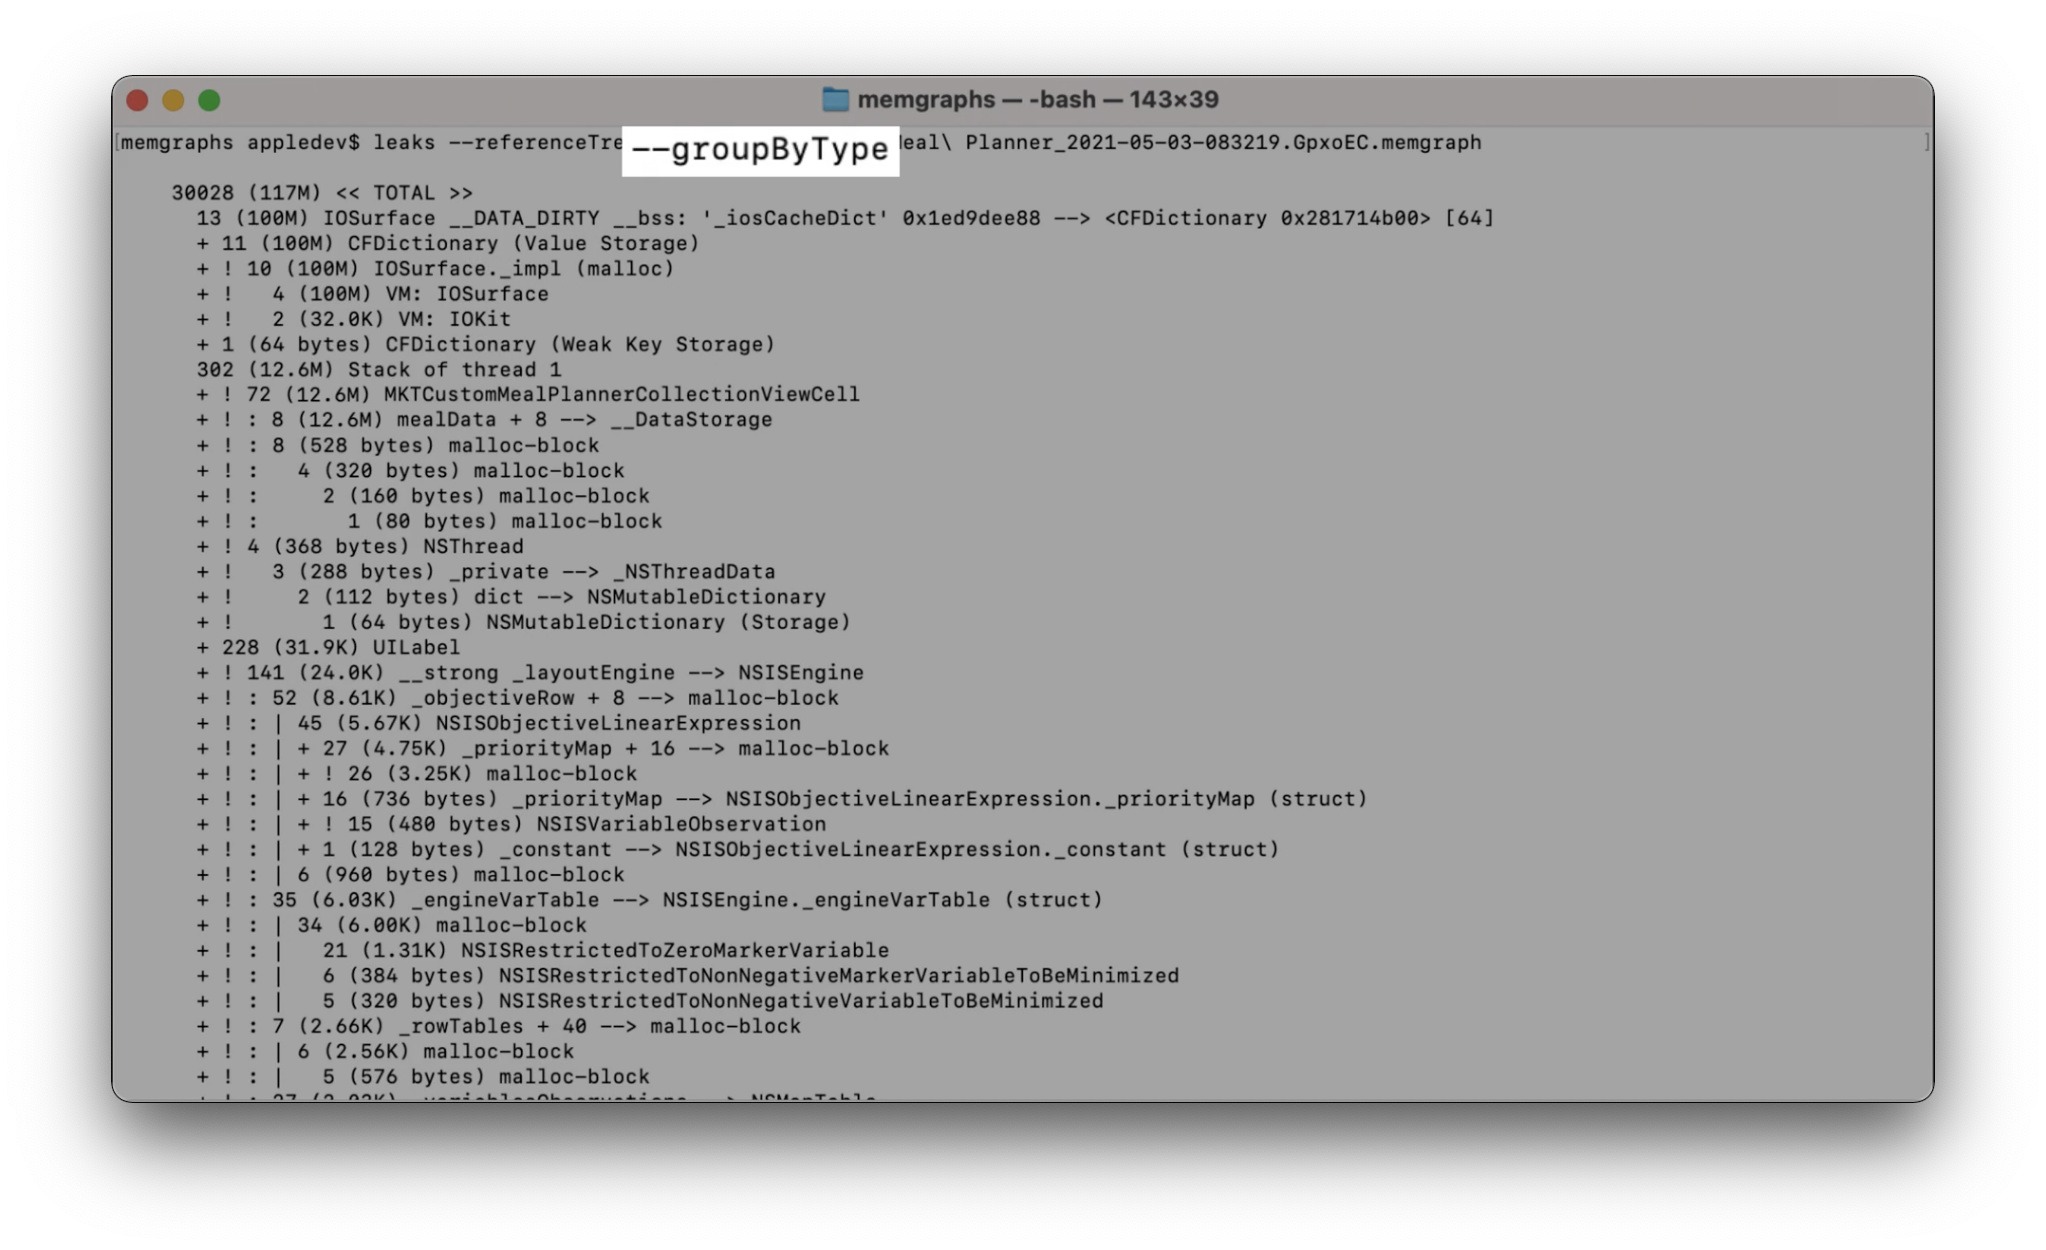 memgraphs — -bash — 143×39
[memgraphs appledev$ leaks --referenceTre --groupByType eal\ Planner_2021-05-03-083219.GpxoEC.memgraph ]
30028 (117M) << TOTAL >>
13 (100M) IOSurface __DATA_DIRTY __bss: '_iosCacheDict' 0x1ed9dee88 --> <CFDictionary 0x281714b00> [64]
+ 11 (100M) CFDictionary (Value Storage)
+ ! 10 (100M) IOSurface._impl (malloc)
+ !   4 (100M) VM: IOSurface
+ !   2 (32.0K) VM: IOKit
+ 1 (64 bytes) CFDictionary (Weak Key Storage)
302 (12.6M) Stack of thread 1
+ ! 72 (12.6M) MKTCustomMealPlannerCollectionViewCell
+ ! : 8 (12.6M) mealData + 8 --> __DataStorage
+ ! : 8 (528 bytes) malloc-block
+ ! :   4 (320 bytes) malloc-block
+ ! :     2 (160 bytes) malloc-block
+ ! :       1 (80 bytes) malloc-block
+ ! 4 (368 bytes) NSThread
+ !   3 (288 bytes) _private --> _NSThreadData
+ !     2 (112 bytes) dict --> NSMutableDictionary
+ !       1 (64 bytes) NSMutableDictionary (Storage)
+ 228 (31.9K) UILabel
+ ! 141 (24.0K) __strong _layoutEngine --> NSISEngine
+ ! : 52 (8.61K) _objectiveRow + 8 --> malloc-block
+ ! : | 45 (5.67K) NSISObjectiveLinearExpression
+ ! : | + 27 (4.75K) _priorityMap + 16 --> malloc-block
+ ! : | + ! 26 (3.25K) malloc-block
+ ! : | + 16 (736 bytes) _priorityMap --> NSISObjectiveLinearExpression._priorityMap (struct)
+ ! : | + ! 15 (480 bytes) NSISVariableObservation
+ ! : | + 1 (128 bytes) _constant --> NSISObjectiveLinearExpression._constant (struct)
+ ! : | 6 (960 bytes) malloc-block
+ ! : 35 (6.03K) _engineVarTable --> NSISEngine._engineVarTable (struct)
+ ! : | 34 (6.00K) malloc-block
+ ! : |   21 (1.31K) NSISRestrictedToZeroMarkerVariable
+ ! : |   6 (384 bytes) NSISRestrictedToNonNegativeMarkerVariableToBeMinimized
+ ! : |   5 (320 bytes) NSISRestrictedToNonNegativeVariableToBeMinimized
+ ! : 7 (2.66K) _rowTables + 40 --> malloc-block
+ ! : | 6 (2.56K) malloc-block
+ ! : |   5 (576 bytes) malloc-block